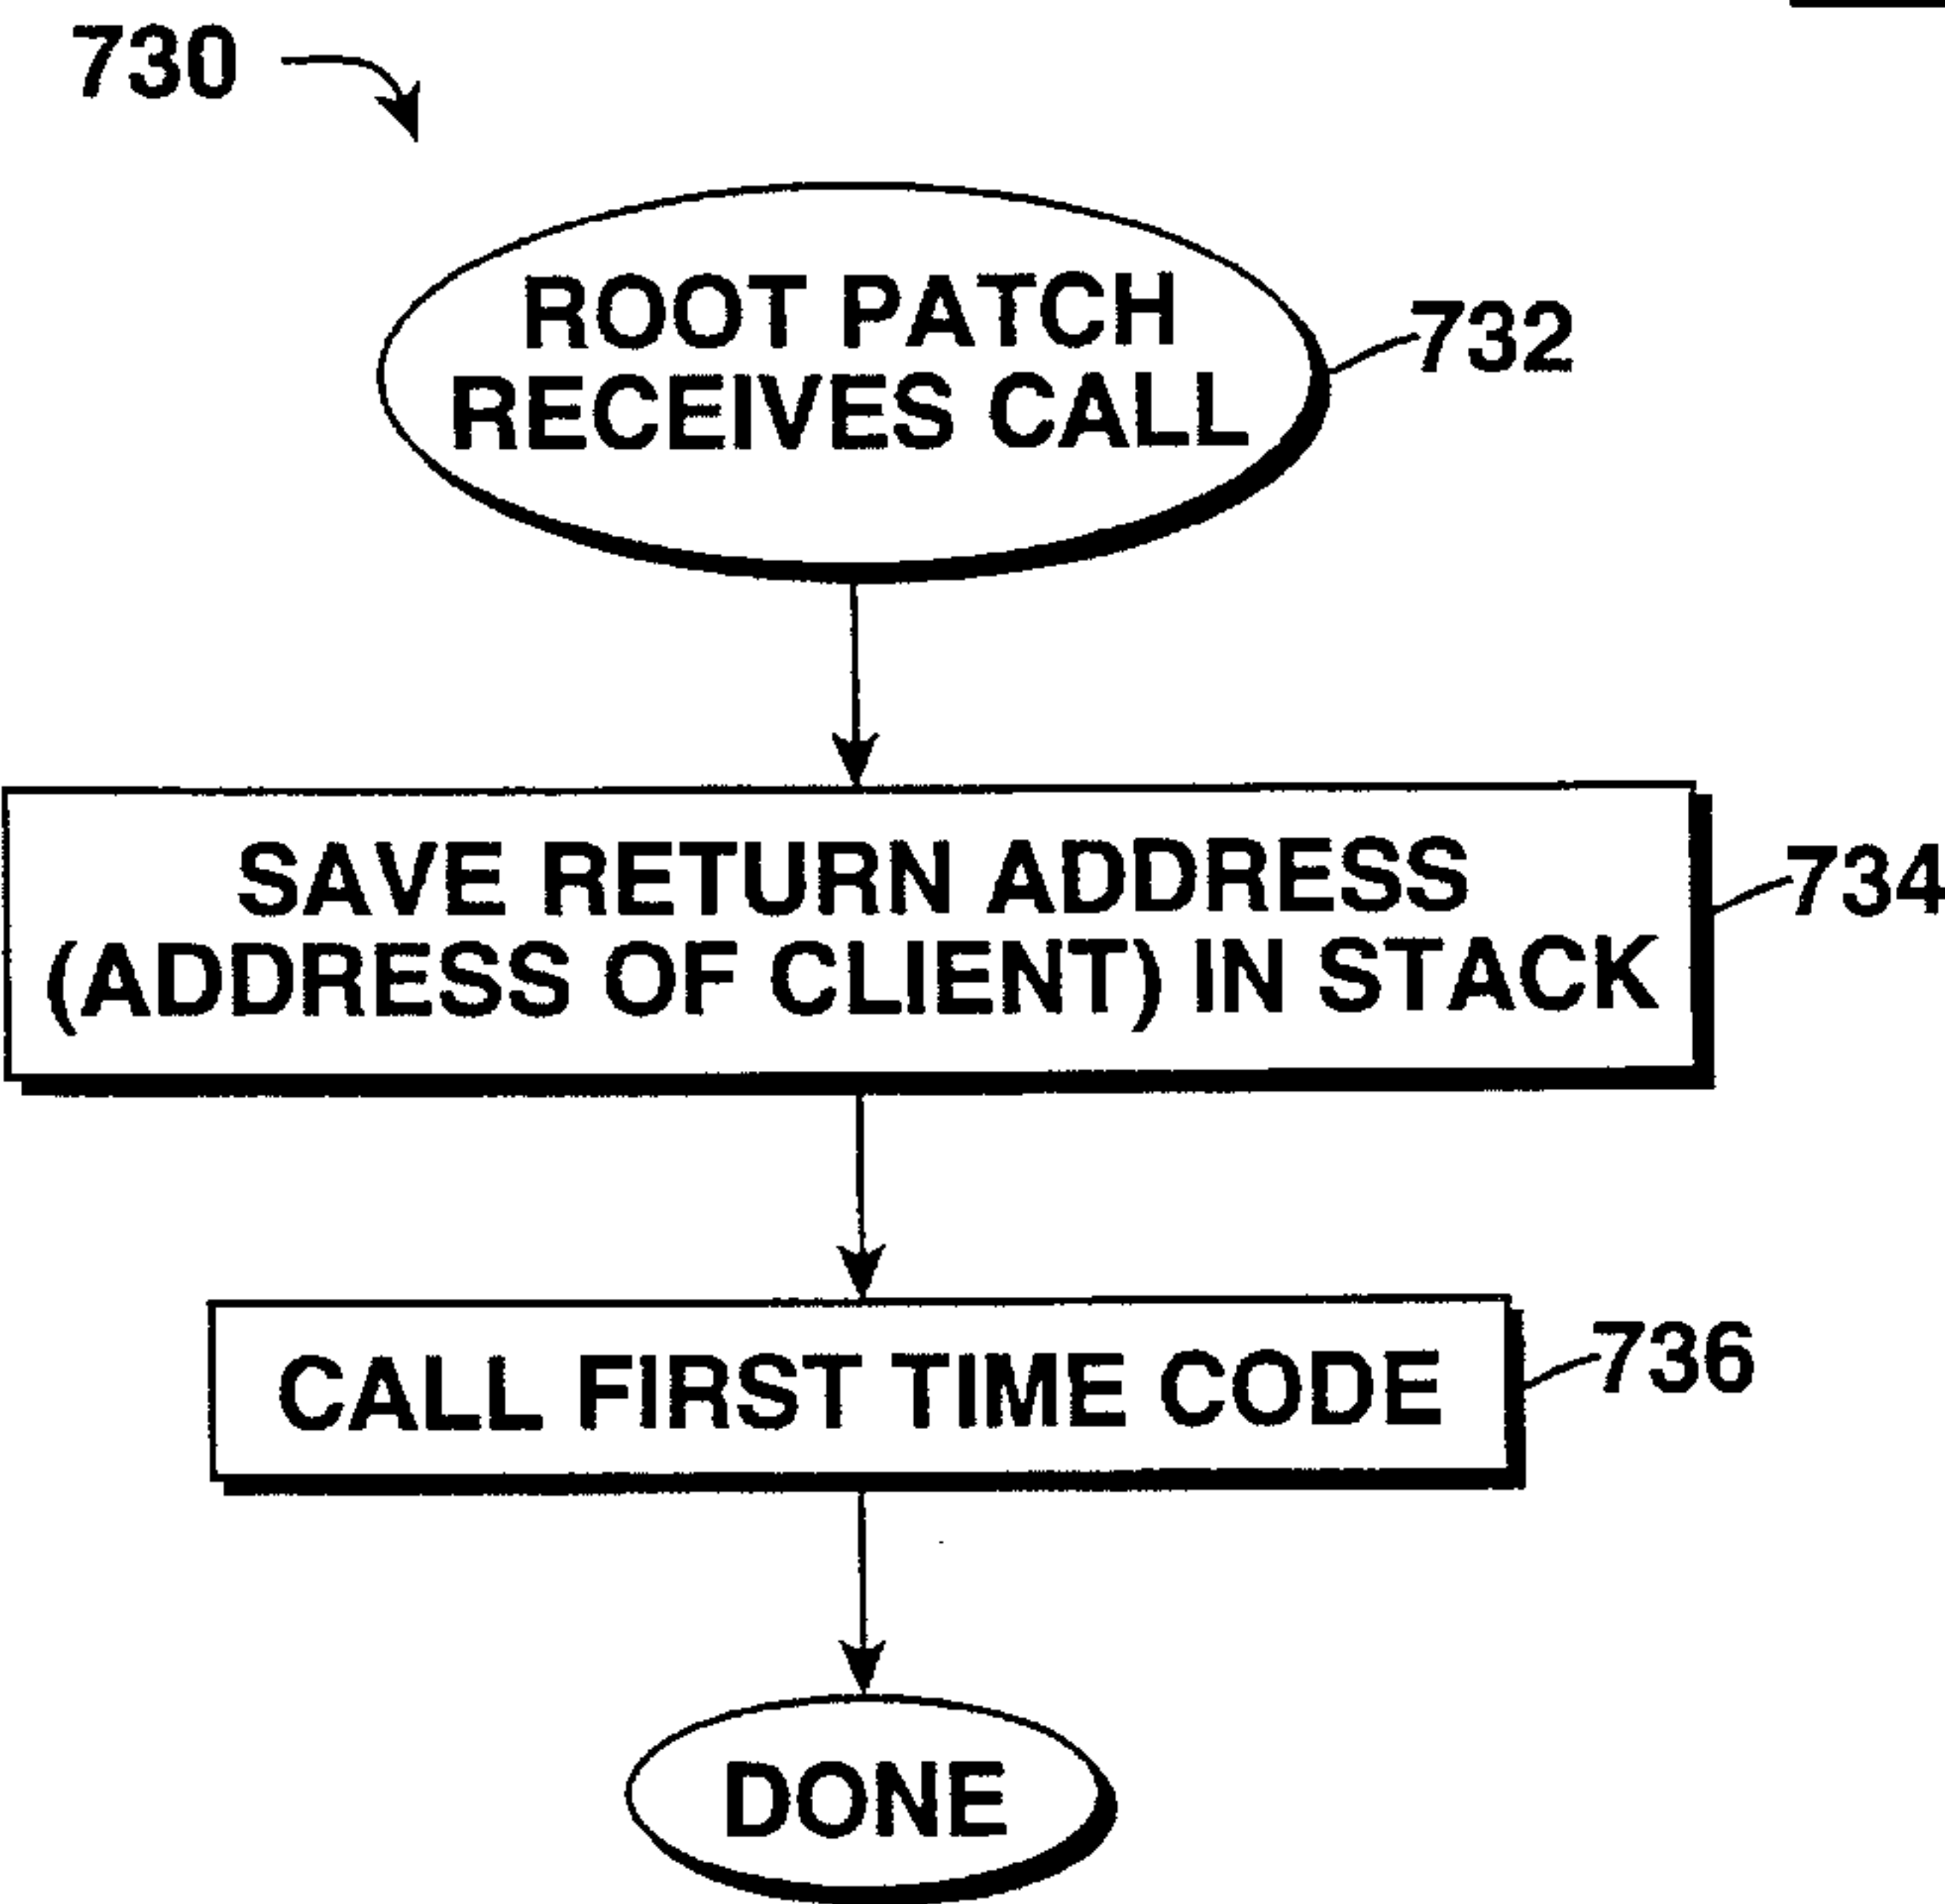 730
ROOT PATCH
RECEIVES CALL
732
SAVE RETURN ADDRESS
(ADDRESS OF CLIENT) IN STACK
734
CALL FIRST TIME CODE
736
DONE